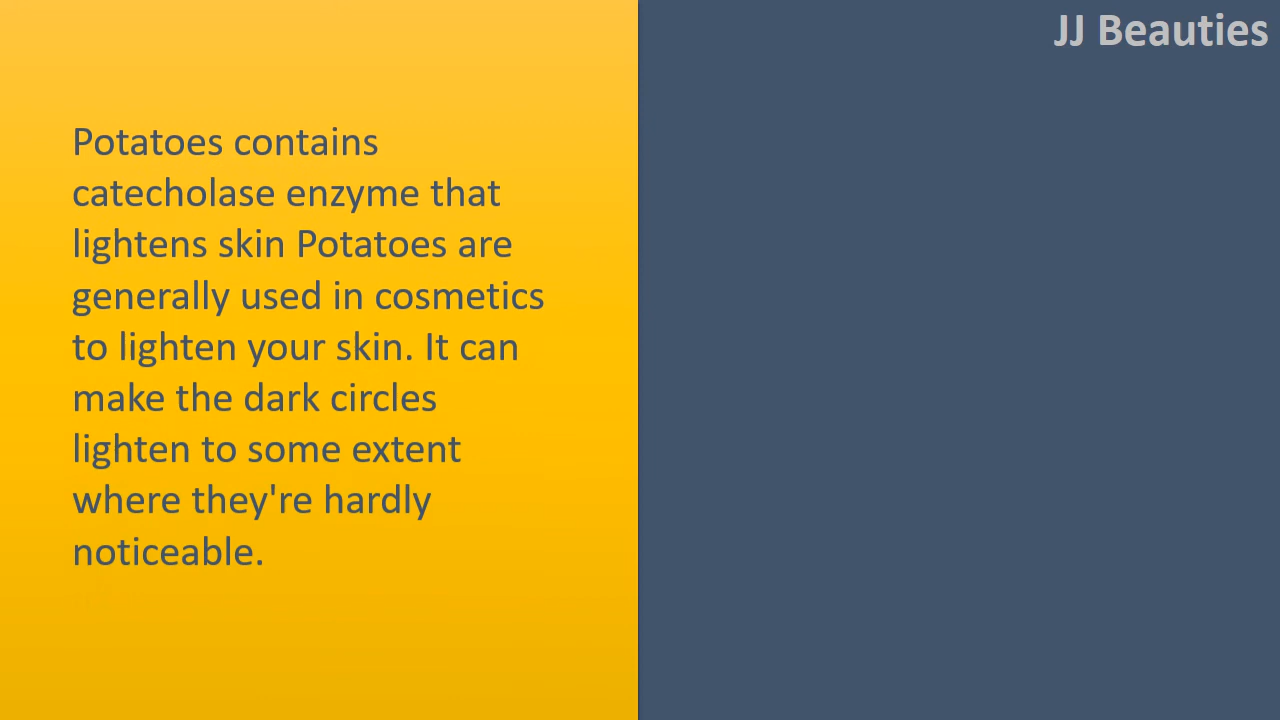 JJ Beauties
Potatoes contains
catecholase enzyme that
lightens skin Potatoes are
generally used in cosmetics
to lighten your skin. It can
make the dark circles
lighten to some extent
where they're hardly
noticeable.